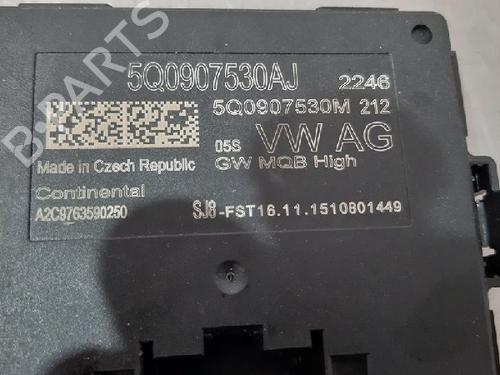 5Q0907530AJ 2246
5Q0907530M 212
05S VW AG
Made in Czech Republic GW MQB High
Continental
A2C9763590250 SJ8-FST16.11.1510801449
B-PARTS